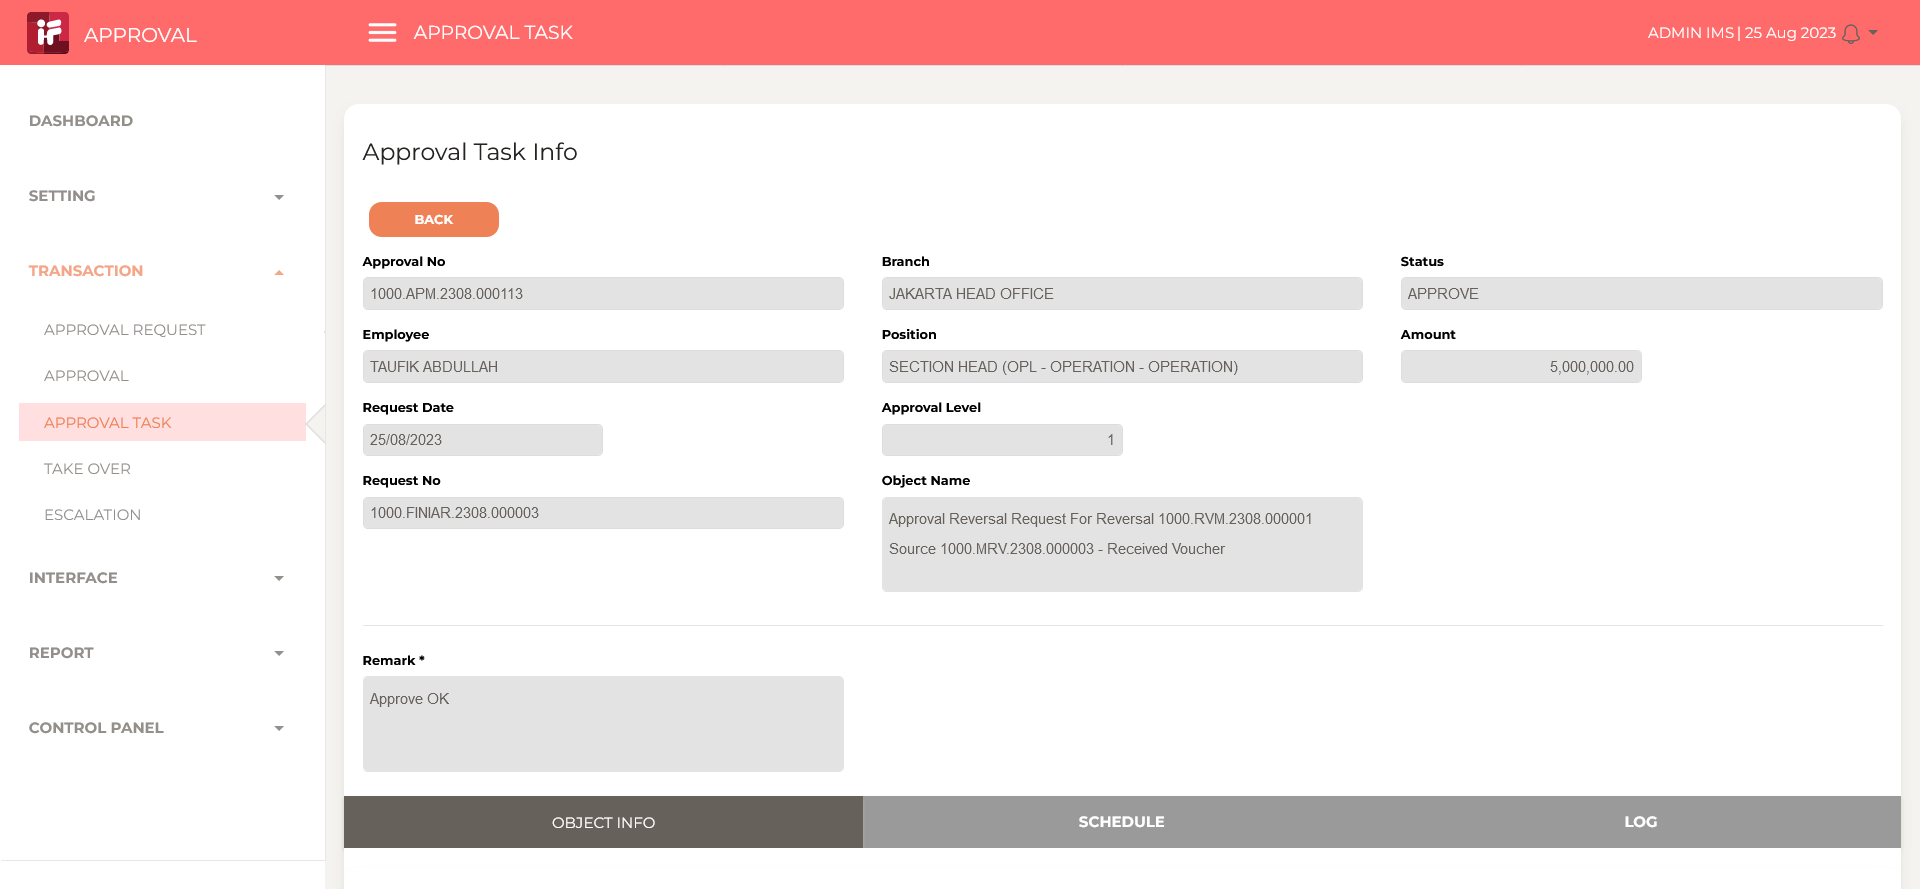 iF
APPROVAL
APPROVAL TASK
ADMIN IMS | 25 Aug 2023
DASHBOARD
SETTING
TRANSACTION
APPROVAL REQUEST
APPROVAL
APPROVAL TASK
TAKE OVER
ESCALATION
INTERFACE
REPORT
CONTROL PANEL
Approval Task Info
BACK
Approval No
1000.APM.2308.000113
Branch
JAKARTA HEAD OFFICE
Status
APPROVE
Employee
TAUFIK ABDULLAH
Position
SECTION HEAD (OPL - OPERATION - OPERATION)
Amount
5,000,000.00
Request Date
25/08/2023
Approval Level
1
Request No
1000.FINIAR.2308.000003
Object Name
Approval Reversal Request For Reversal 1000.RVM.2308.000001
Source 1000.MRV.2308.000003 - Received Voucher
Remark *
Approve OK
OBJECT INFO
SCHEDULE
LOG